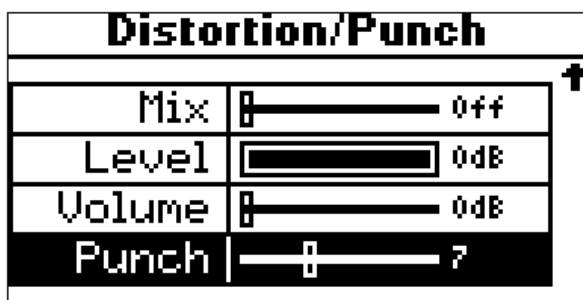 Distortion/Punch
Mix Off
Level 0dB
Volume 0dB
Punch 7